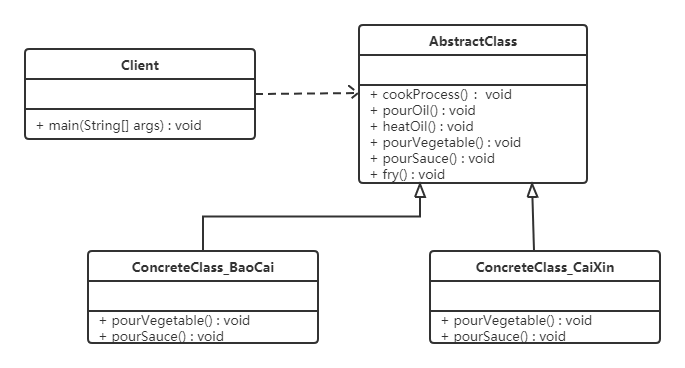 AbstractClass
Client
+ cookProcess() : void
+ pourOil() : void
+ main(String[] args) : void
+ heatOil() : void
+ pourVegetable() : void
+ pourSauce() : void
+ fry() : void
ConcreteClass_BaoCai
ConcreteClass_CaiXin
+ pourVegetable() : void
+ pourVegetable() : void
+ pourSauce() : void
+ pourSauce() : void